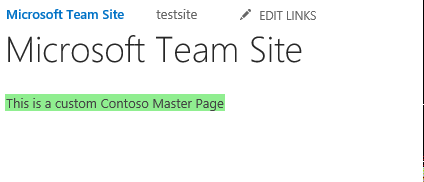 Microsoft Team Site testsite EDIT LINKS
Microsoft Team Site
This is a custom Contoso Master Page